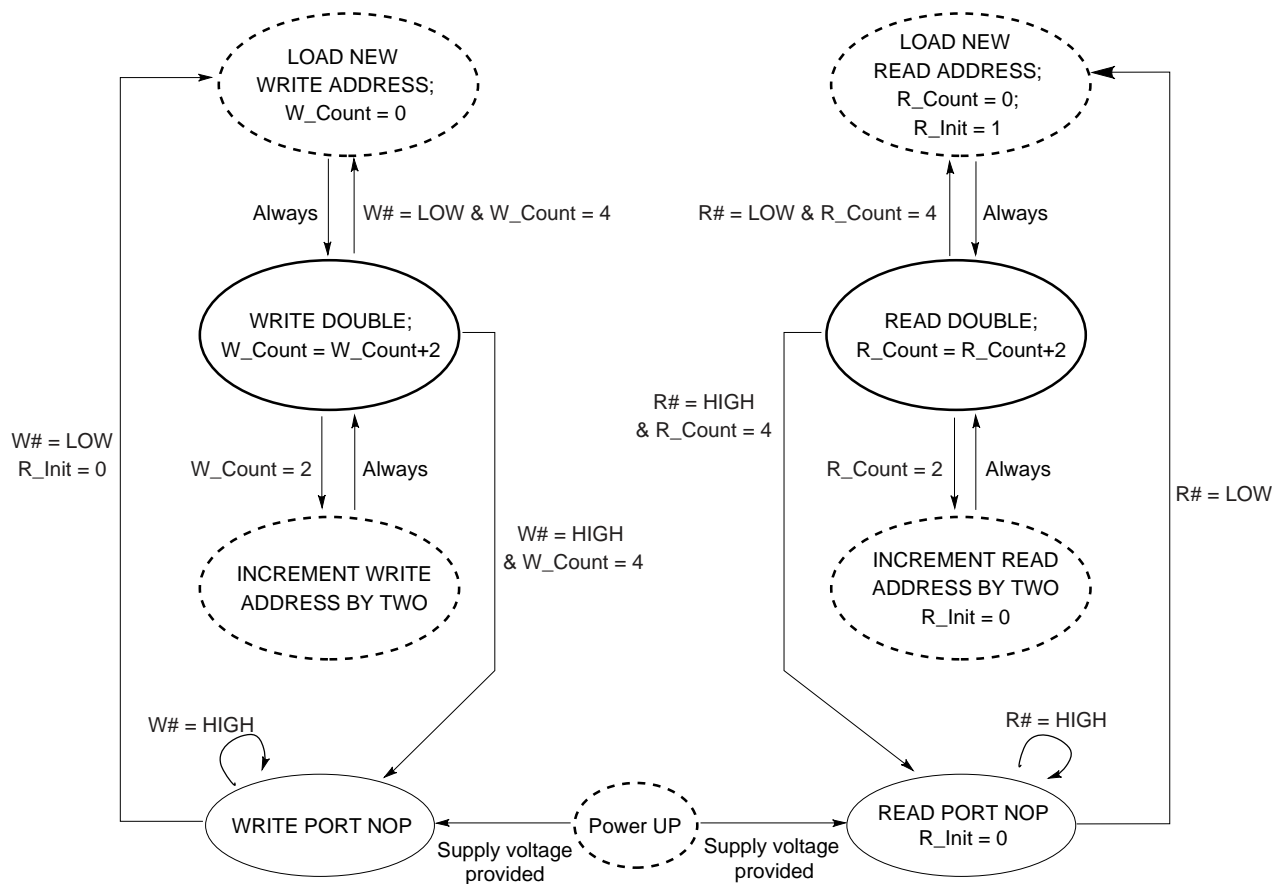 LOAD NEW
WRITE ADDRESS;
W_Count = 0
LOAD NEW
READ ADDRESS;
R_Count = 0;
R_Init = 1
Always
W# = LOW & W_Count = 4
R# = LOW & R_Count = 4
Always
WRITE DOUBLE;
W_Count = W_Count+2
READ DOUBLE;
R_Count = R_Count+2
W# = LOW
R_Init = 0
W_Count = 2
Always
R# = HIGH
& R_Count = 4
R_Count = 2
Always
R# = LOW
W# = HIGH
& W_Count = 4
INCREMENT WRITE
ADDRESS BY TWO
INCREMENT READ
ADDRESS BY TWO
R_Init = 0
W# = HIGH
R# = HIGH
WRITE PORT NOP
Power UP
READ PORT NOP
R_Init = 0
Supply voltage
provided
Supply voltage
provided